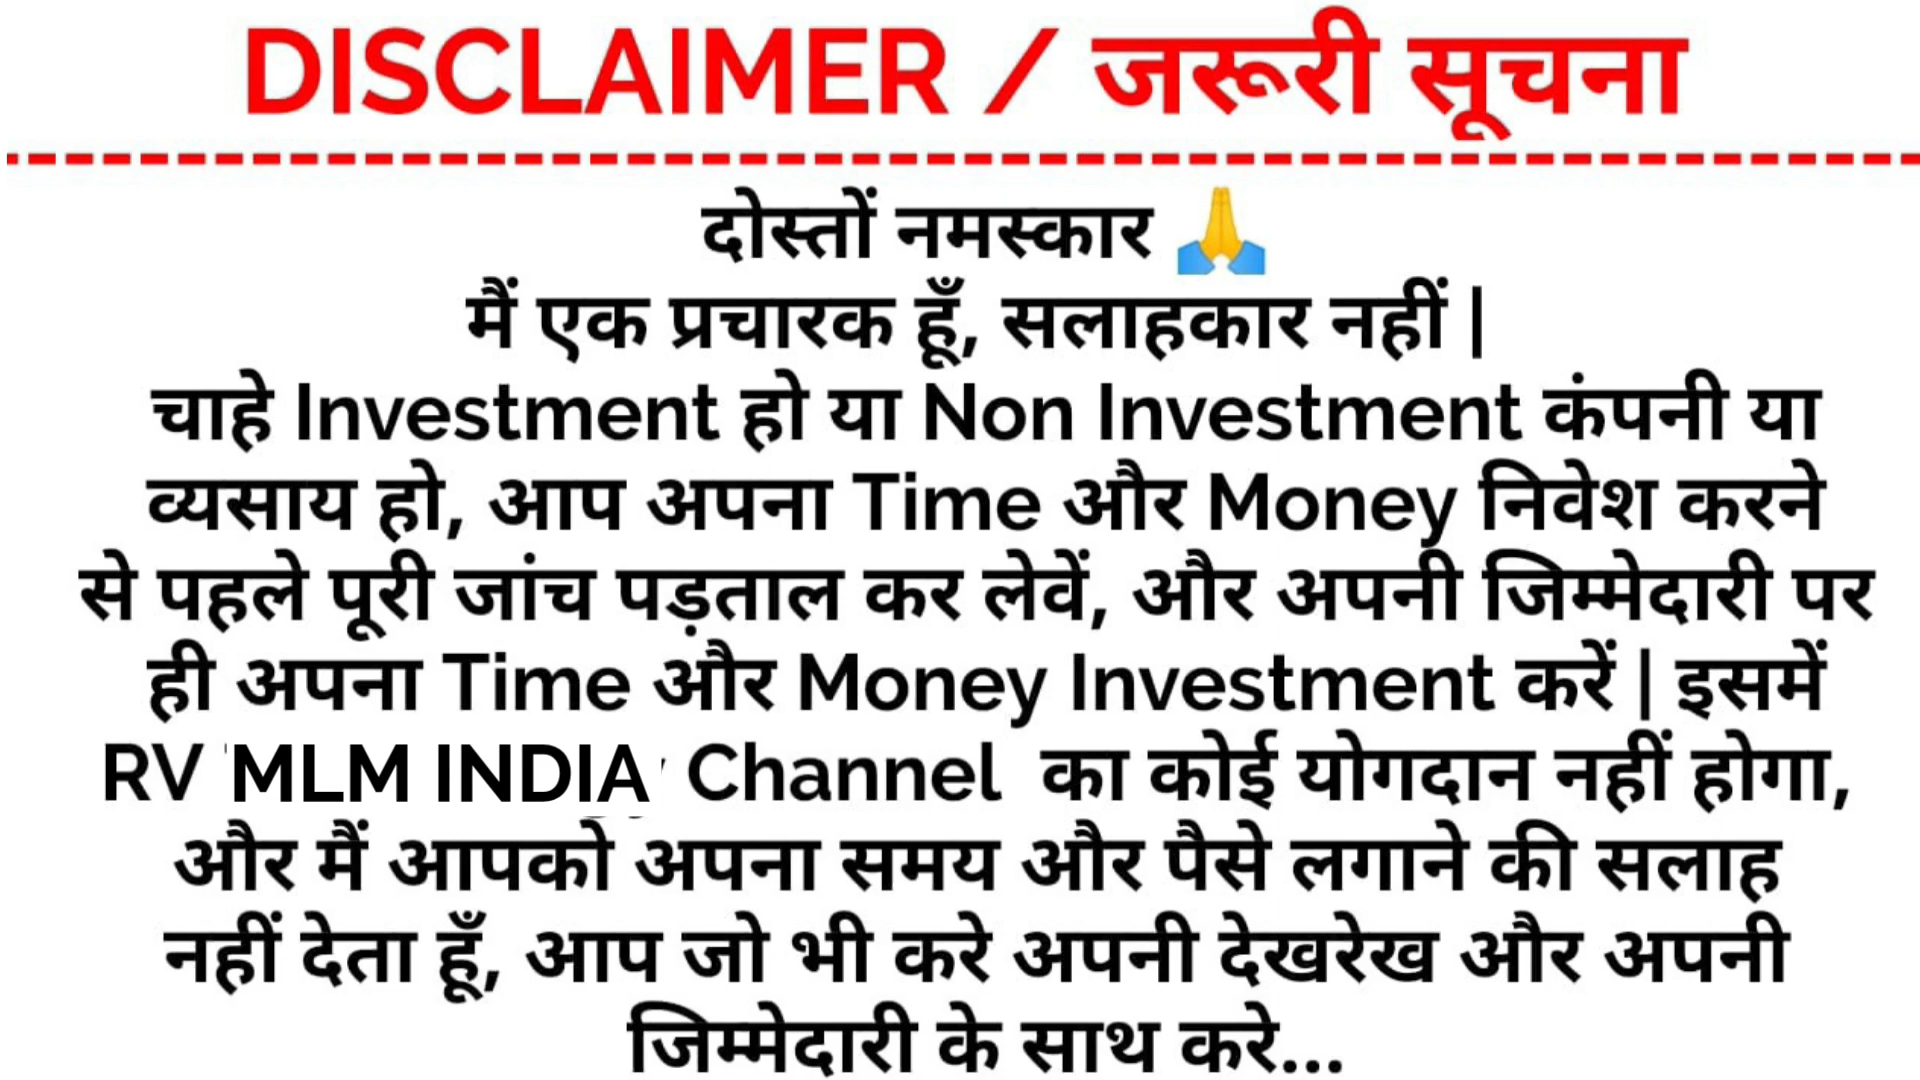 DISCLAIMER / जरूरी सूचना
दोस्तों नमस्कार 🙏
मैं एक प्रचारक हूँ, सलाहकार नहीं |
चाहे Investment हो या Non Investment कंपनी या
व्यसाय हो, आप अपना Time और Money निवेश करने
से पहले पूरी जांच पड़ताल कर लेवें, और अपनी जिम्मेदारी पर
ही अपना Time और Money Investment करें | इसमें
RV MLM INDIA Channel का कोई योगदान नहीं होगा,
और मैं आपको अपना समय और पैसे लगाने की सलाह
नहीं देता हूँ, आप जो भी करे अपनी देखरेख और अपनी
जिम्मेदारी के साथ करे...